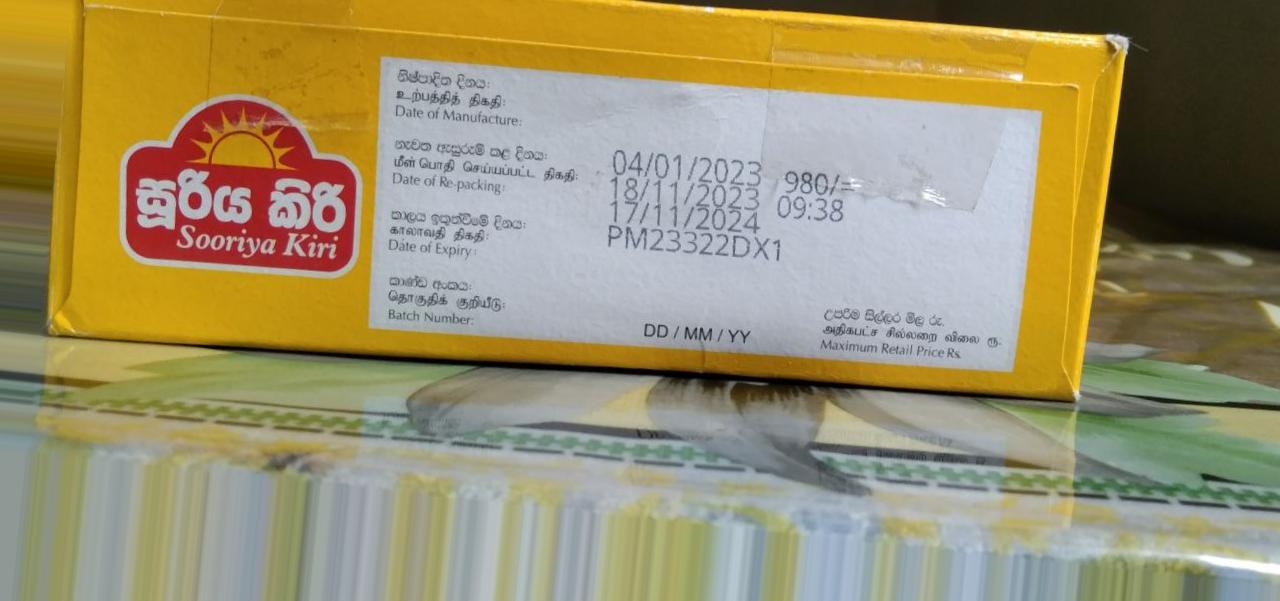 සූරිය කිරි
Sooriya Kiri
නිෂ්පාදිත දිනය:
உற்பத்தித் திகதி:
Date of Manufacture:
නැවත ඇසුරුම් කළ දිනය:
மீள் பொதி செய்யப்பட்ட திகதி:
Date of Re-packing:
කාලය ඉකුත්වීමේ දිනය:
காலாவதி திகதி:
Date of Expiry:
කාණ්ඩ අංකය:
தொகுதிக் குறியீடு:
Batch Number:
04/01/2023 980/=
18/11/2023 09:38
17/11/2024
PM23322DX1
DD / MM / YY
උපරිම සිල්ලර මිල රු.
அதிகபட்ச சில்லறை விலை ரூ.
Maximum Retail Price Rs.